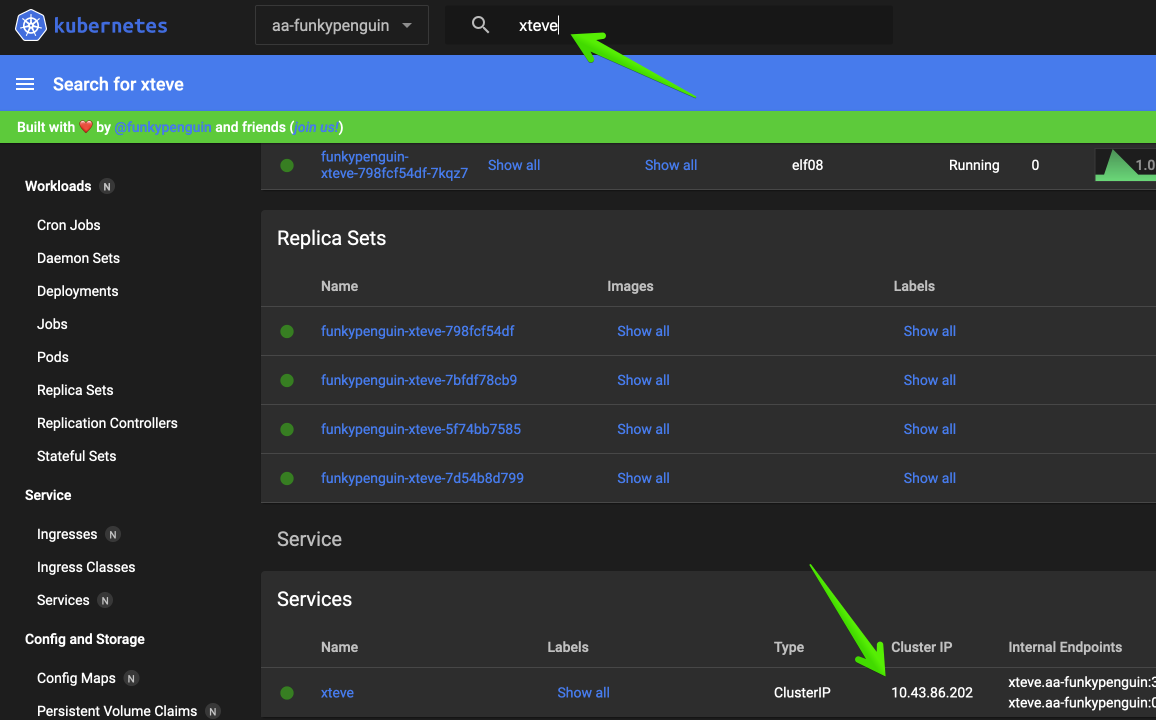 kubernetes
aa-funkypenguin
xteve
Search for xteve
Built with ❤️ by @funkypenguin and friends (join us!)
Workloads N
Cron Jobs
Daemon Sets
Deployments
Jobs
Pods
Replica Sets
Replication Controllers
Stateful Sets
Service
Ingresses N
Ingress Classes
Services N
Config and Storage
Config Maps N
Persistent Volume Claims N
funkypenguin-
xteve-798fcf54df-7kqz7 Show all Show all elf08 Running 0 1.0
Replica Sets
Name Images Labels
funkypenguin-xteve-798fcf54df Show all Show all
funkypenguin-xteve-7bfdf78cb9 Show all Show all
funkypenguin-xteve-5f74bb7585 Show all Show all
funkypenguin-xteve-7d54b8d799 Show all Show all
Service
Services
Name Labels Type Cluster IP Internal Endpoints
xteve Show all ClusterIP 10.43.86.202 xteve.aa-funkypenguin:3
xteve.aa-funkypenguin:0